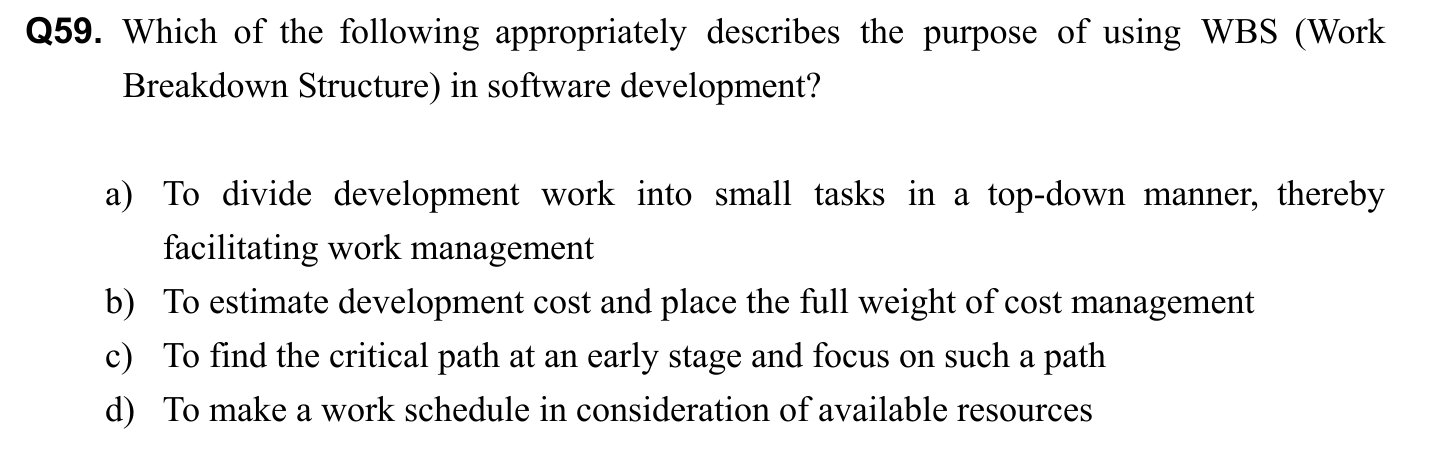 Q59. Which of the following appropriately describes the purpose of using WBS (Work
Breakdown Structure) in software development?
a) To divide development work into small tasks in a top-down manner, thereby
facilitating work management
b) To estimate development cost and place the full weight of cost management
c) To find the critical path at an early stage and focus on such a path
d) To make a work schedule in consideration of available resources